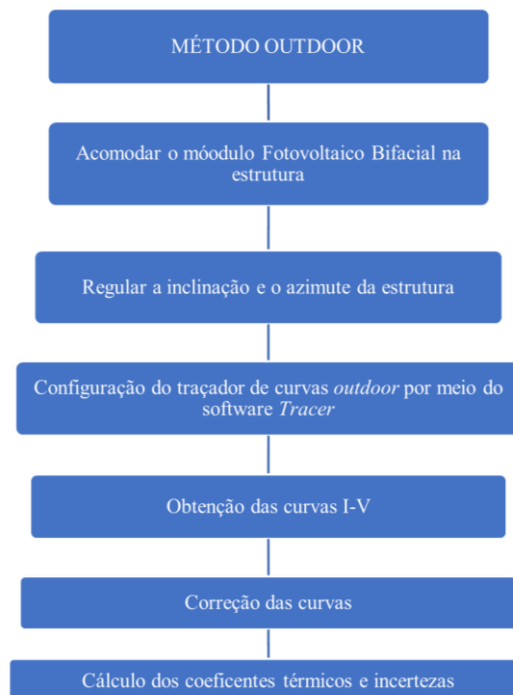 MÉTODO OUTDOOR
Acomodar o móodulo Fotovoltaico Bifacial na
estrutura
Regular a inclinação e o azimute da estrutura
Configuração do traçador de curvas outdoor por meio do
software Tracer
Obtenção das curvas I-V
Correção das curvas
Cálculo dos coeficentes térmicos e incertezas